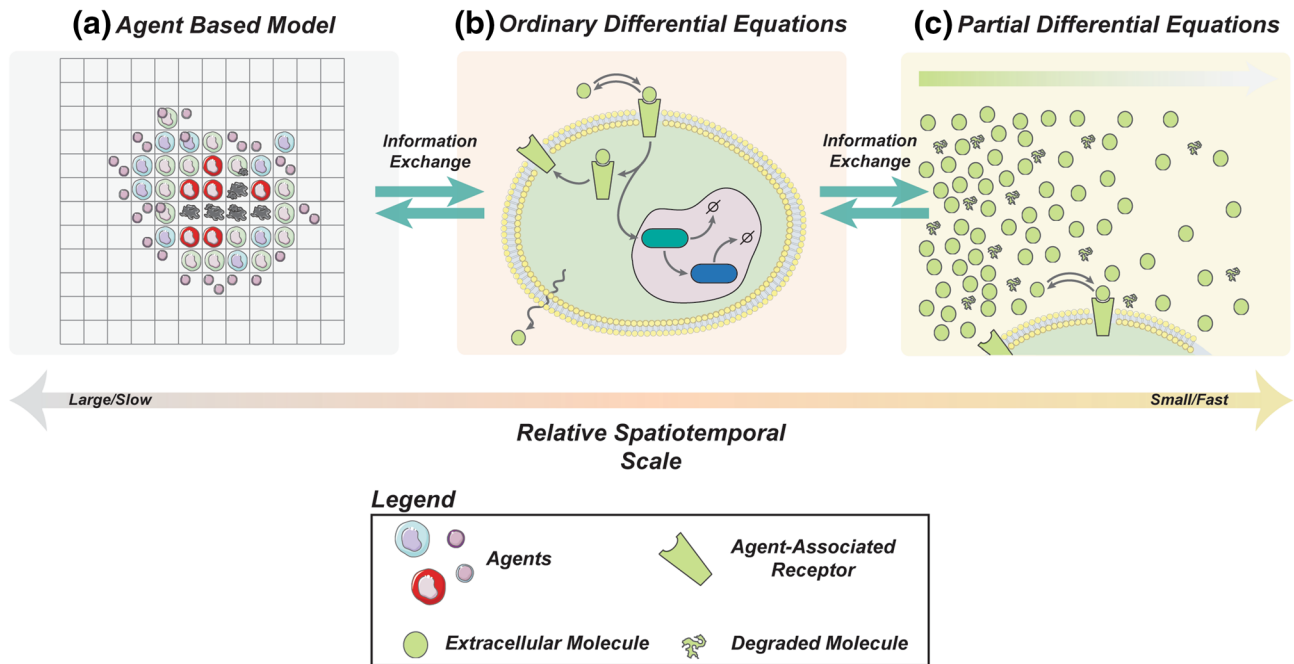 (a) Agent Based Model
(b) Ordinary Differential Equations
(c) Partial Differential Equations
Information
Exchange
Information
Exchange
Ø
Ø
Large/Slow
Small/Fast
Relative Spatiotemporal
Scale
Legend
Agents
Agent-Associated
Receptor
Extracellular Molecule
Degraded Molecule